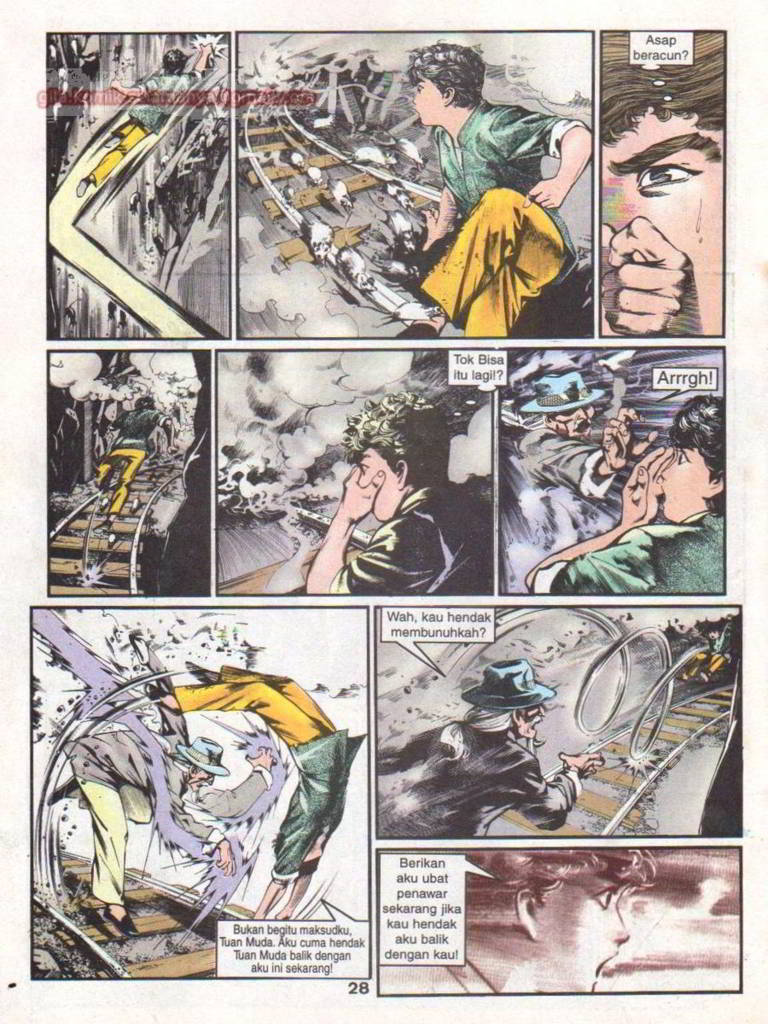 Asap
beracun?
Tok Bisa
itu lagi!?
Arrrgh!
Bukan begitu maksudku,
Tuan Muda. Aku cuma hendak
Tuan Muda balik dengan
aku ini sekarang!
Wah, kau hendak
membunuhkah?
Berikan
aku ubat
penawar
sekarang jika
kau hendak
aku balik
dengan kau!
28